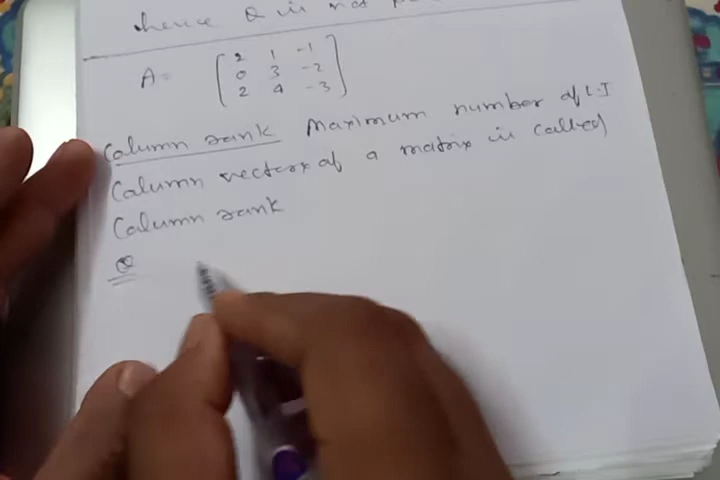 hence Q is not
A = [ 2 1 -1
0 3 -2
2 4 -3 ]
Column rank Maximum number of L.I
Column vectors of a matrix is called
Column rank
Q